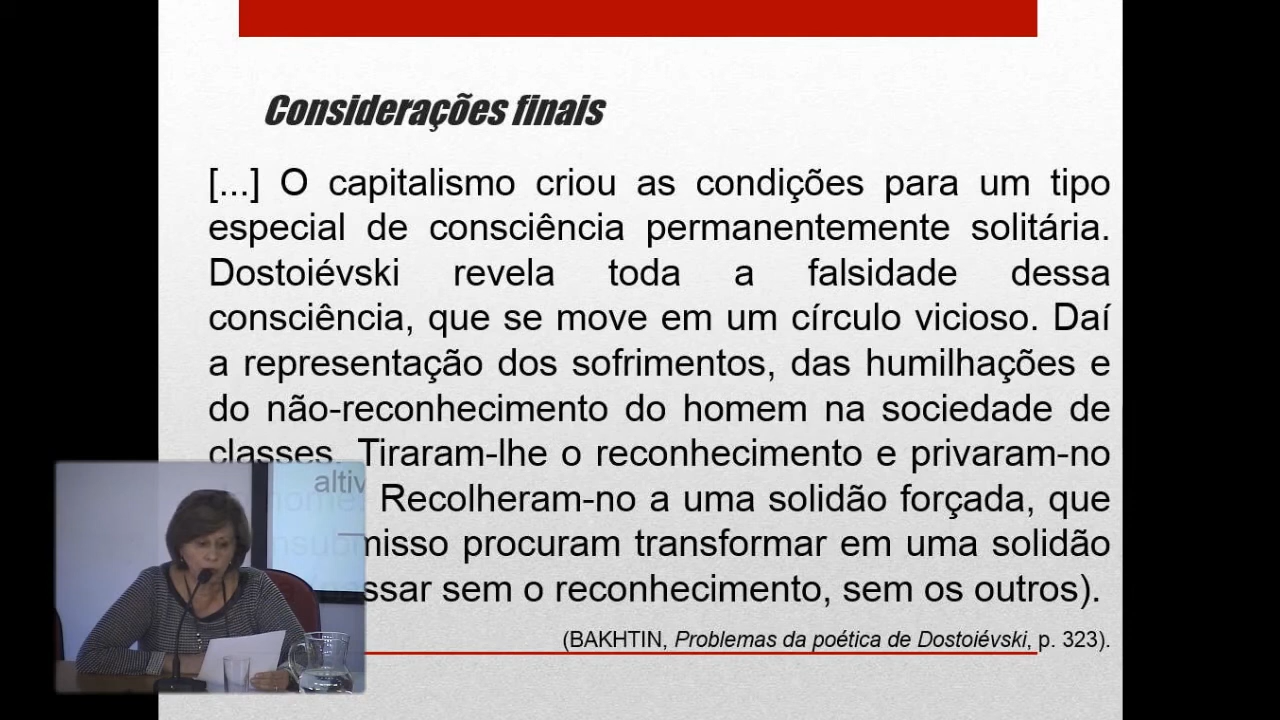 Considerações finais
[...] O capitalismo criou as condições para um tipo
especial de consciência permanentemente solitária.
Dostoiévski revela toda a falsidade dessa
consciência, que se move em um círculo vicioso. Daí
a representação dos sofrimentos, das humilhações e
do não-reconhecimento do homem na sociedade de
classes. Tiraram-lhe o reconhecimento e privaram-no
nome. Recolheram-no a uma solidão forçada, que
insubmisso procuram transformar em uma solidão
sem o reconhecimento, sem os outros).
(BAKHTIN, Problemas da poética de Dostoiévski, p. 323).